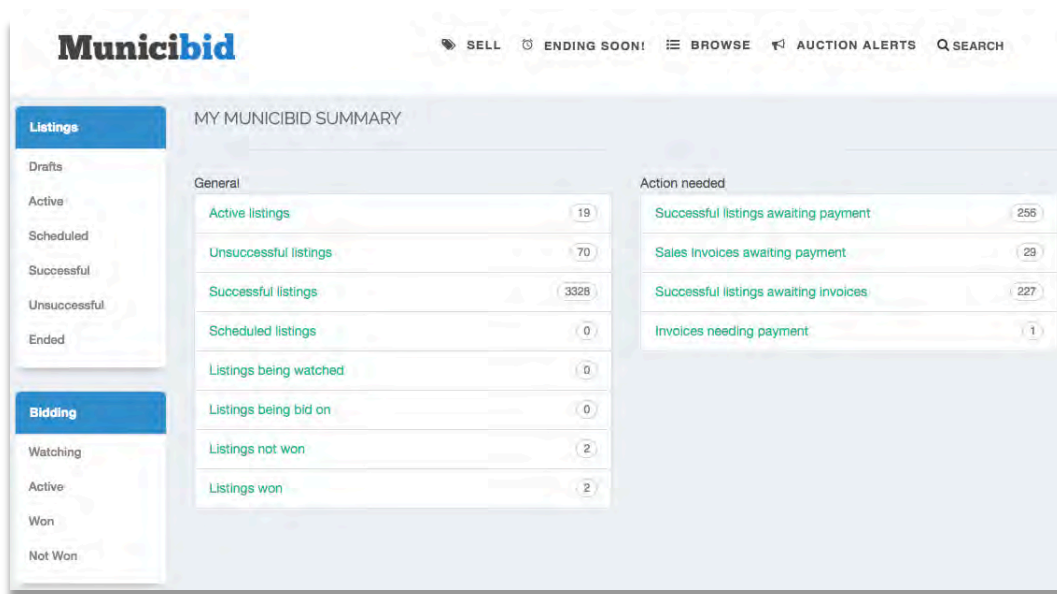 Municibid
SELL ENDING SOON! BROWSE AUCTION ALERTS SEARCH
Listings
Drafts
Active
Scheduled
Successful
Unsuccessful
Ended
Bidding
Watching
Active
Won
Not Won
MY MUNICIBID SUMMARY
General
Active listings 19
Unsuccessful listings 70
Successful listings 3328
Scheduled listings 0
Listings being watched 0
Listings being bid on 0
Listings not won 2
Listings won 2
Action needed
Successful listings awaiting payment 256
Sales Invoices awaiting payment 29
Successful listings awaiting invoices 227
Invoices needing payment 1